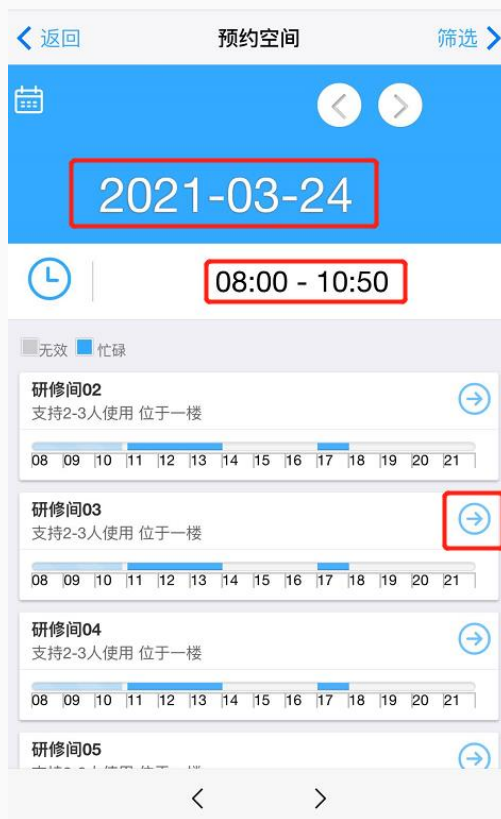 返回 预约空间 筛选
2021-03-24
08:00 - 10:50
无效 忙碌
研修间02
支持2-3人使用 位于一楼
08 09 10 11 12 13 14 15 16 17 18 19 20 21
研修间03
支持2-3人使用 位于一楼
08 09 10 11 12 13 14 15 16 17 18 19 20 21
研修间04
支持2-3人使用 位于一楼
08 09 10 11 12 13 14 15 16 17 18 19 20 21
研修间05